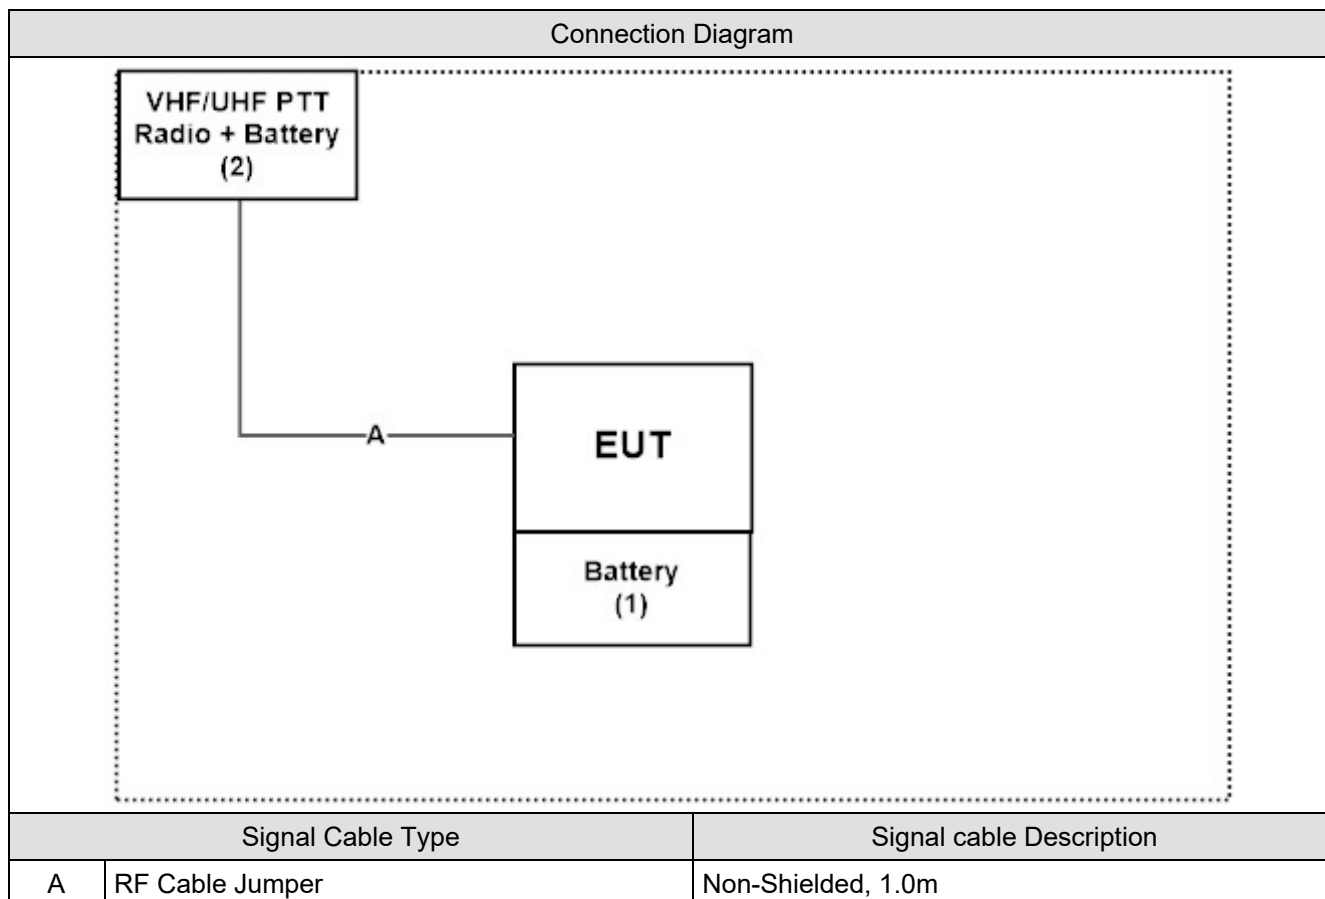 Connection Diagram
VHF/UHF PTT
Radio + Battery
(2)
A
EUT
Battery
(1)
Signal Cable Type Signal cable Description
A RF Cable Jumper Non-Shielded, 1.0m